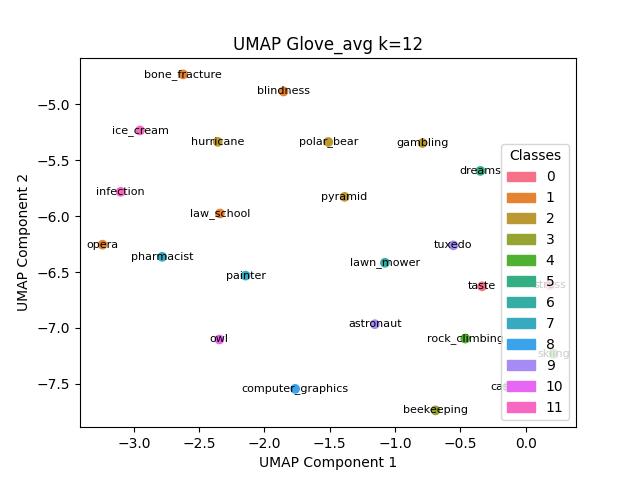 UMAP Glove_avg k=12
bone_fracture
blindness
−5.0
ice_cream
hurricane
polar_bear
gambling
Classes
−5.5
dreams
0
infection
pyramid
1
−6.0
law_school
2
opera
pharmacist
tuxedo
3
lawn_mower
4
−6.5
painter
taste
stress
5
6
−7.0
astronaut
7
owl
rock_climbing
8
skiing
9
−7.5
computer_graphics
10
beekeeping
11
−3.0 −2.5 −2.0 −1.5 −1.0 −0.5 0.0
UMAP Component 1
UMAP Component 2